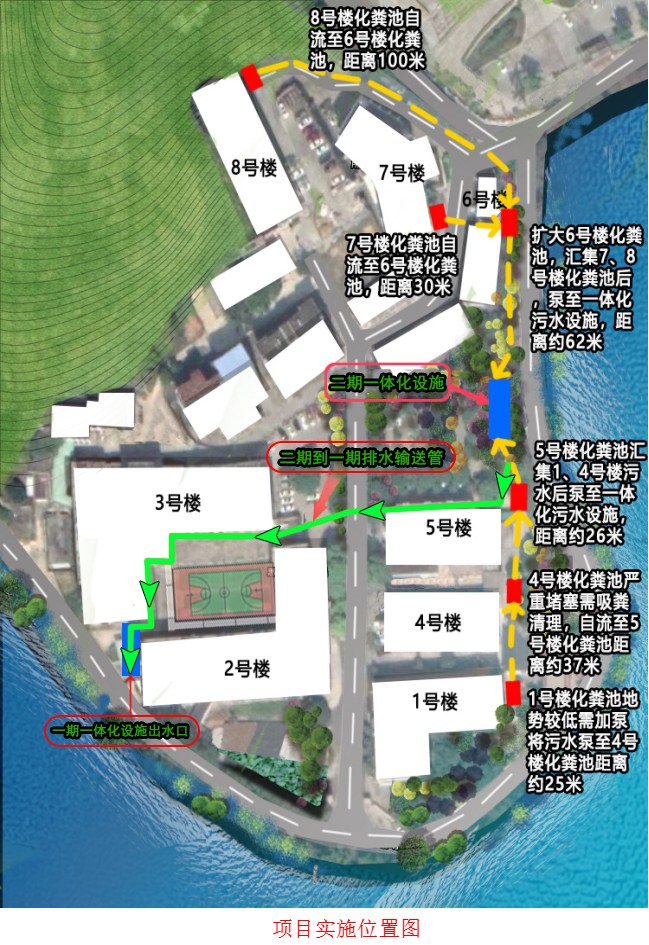 8号楼化粪池自
流至6号楼化粪
池，距离100米
8号楼
7号楼
6号楼
7号楼化粪池自
流至6号楼化粪
池，距离30米
扩大6号楼化粪
池，汇集7、8
号楼化粪池后
，泵至一体化
污水设施，距
离约62米
二期一体化设施
二期到一期排水输送管
3号楼
5号楼
5号楼化粪池汇
集1、4号楼污
水后泵至一体
化污水设施，
距离约26米
4号楼
4号楼化粪池严
重堵塞需吸粪
清理，自流至5
号楼化粪池距
离约37米
2号楼
1号楼
1号楼化粪池地
势较低需加泵
将污水泵至4号
楼化粪池距离
约25米
一期一体化设施出水口
项目实施位置图